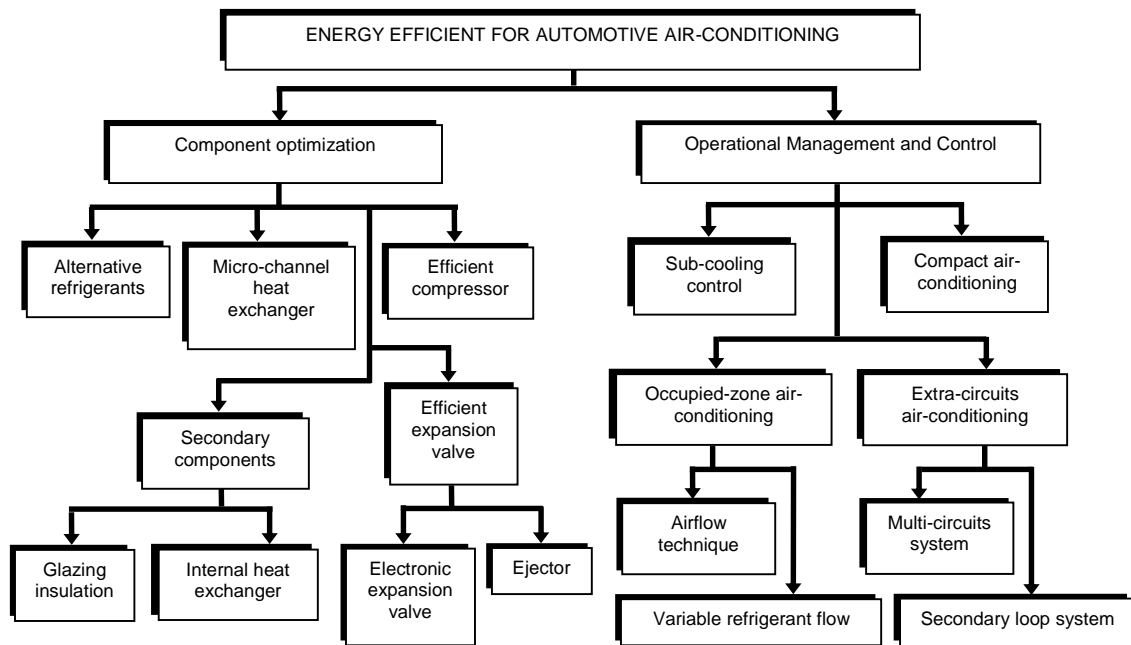 ENERGY EFFICIENT FOR AUTOMOTIVE AIR-CONDITIONING
Component optimization
Operational Management and Control
Alternative
refrigerants
Micro-channel
heat
exchanger
Efficient
compressor
Sub-cooling
control
Compact air-
conditioning
Secondary
components
Efficient
expansion
valve
Occupied-zone air-
conditioning
Extra-circuits
air-conditioning
Glazing
insulation
Internal heat
exchanger
Electronic
expansion
valve
Ejector
Airflow
technique
Multi-circuits
system
Variable refrigerant flow
Secondary loop system